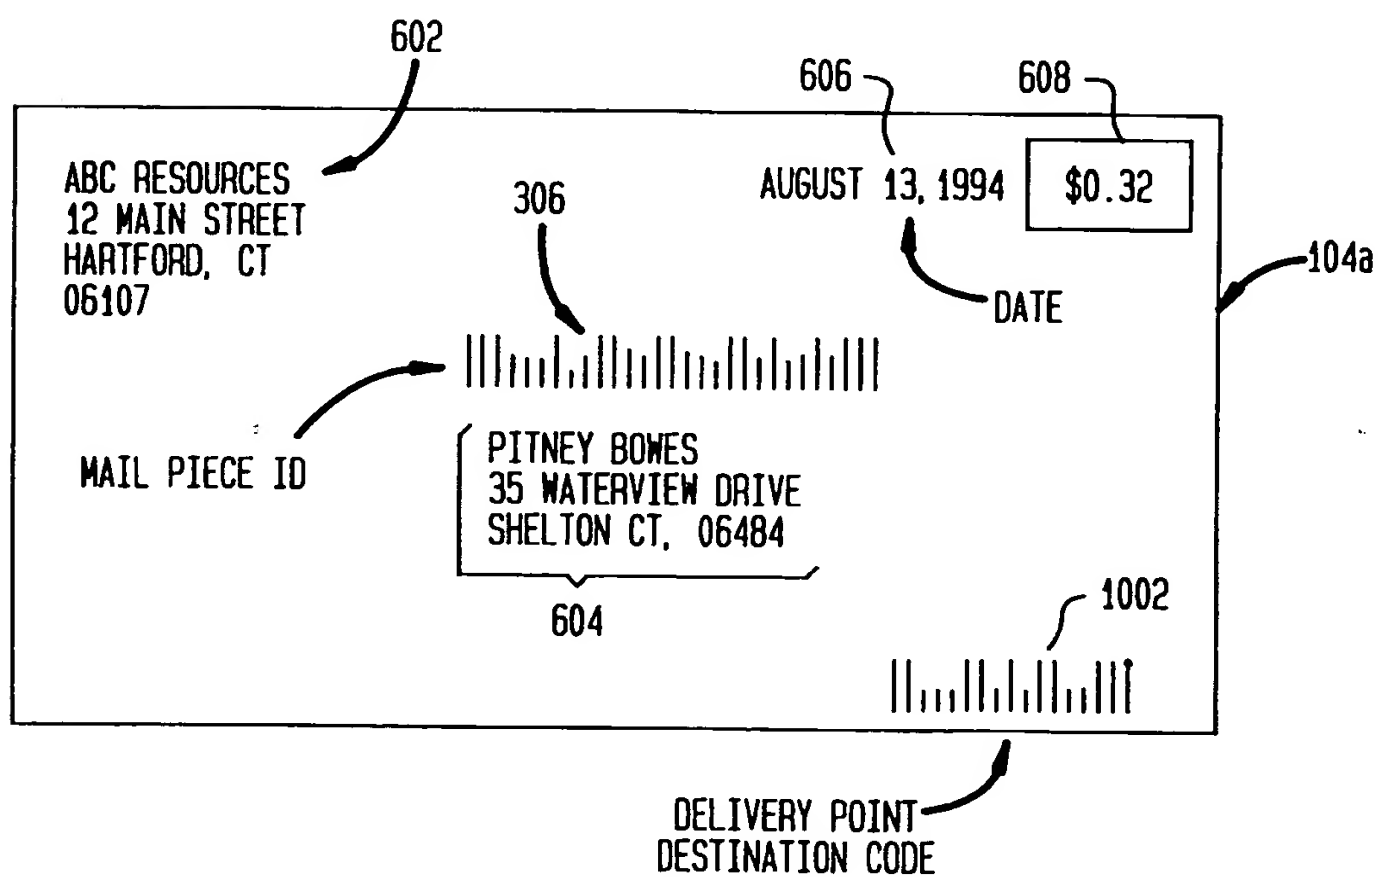 602
606
608
ABC RESOURCES
12 MAIN STREET
HARTFORD, CT
06107
AUGUST 13, 1994
$0.32
306
104a
DATE
MAIL PIECE ID
PITNEY BOWES
35 WATERVIEW DRIVE
SHELTON CT, 06484
604
1002
DELIVERY POINT
DESTINATION CODE